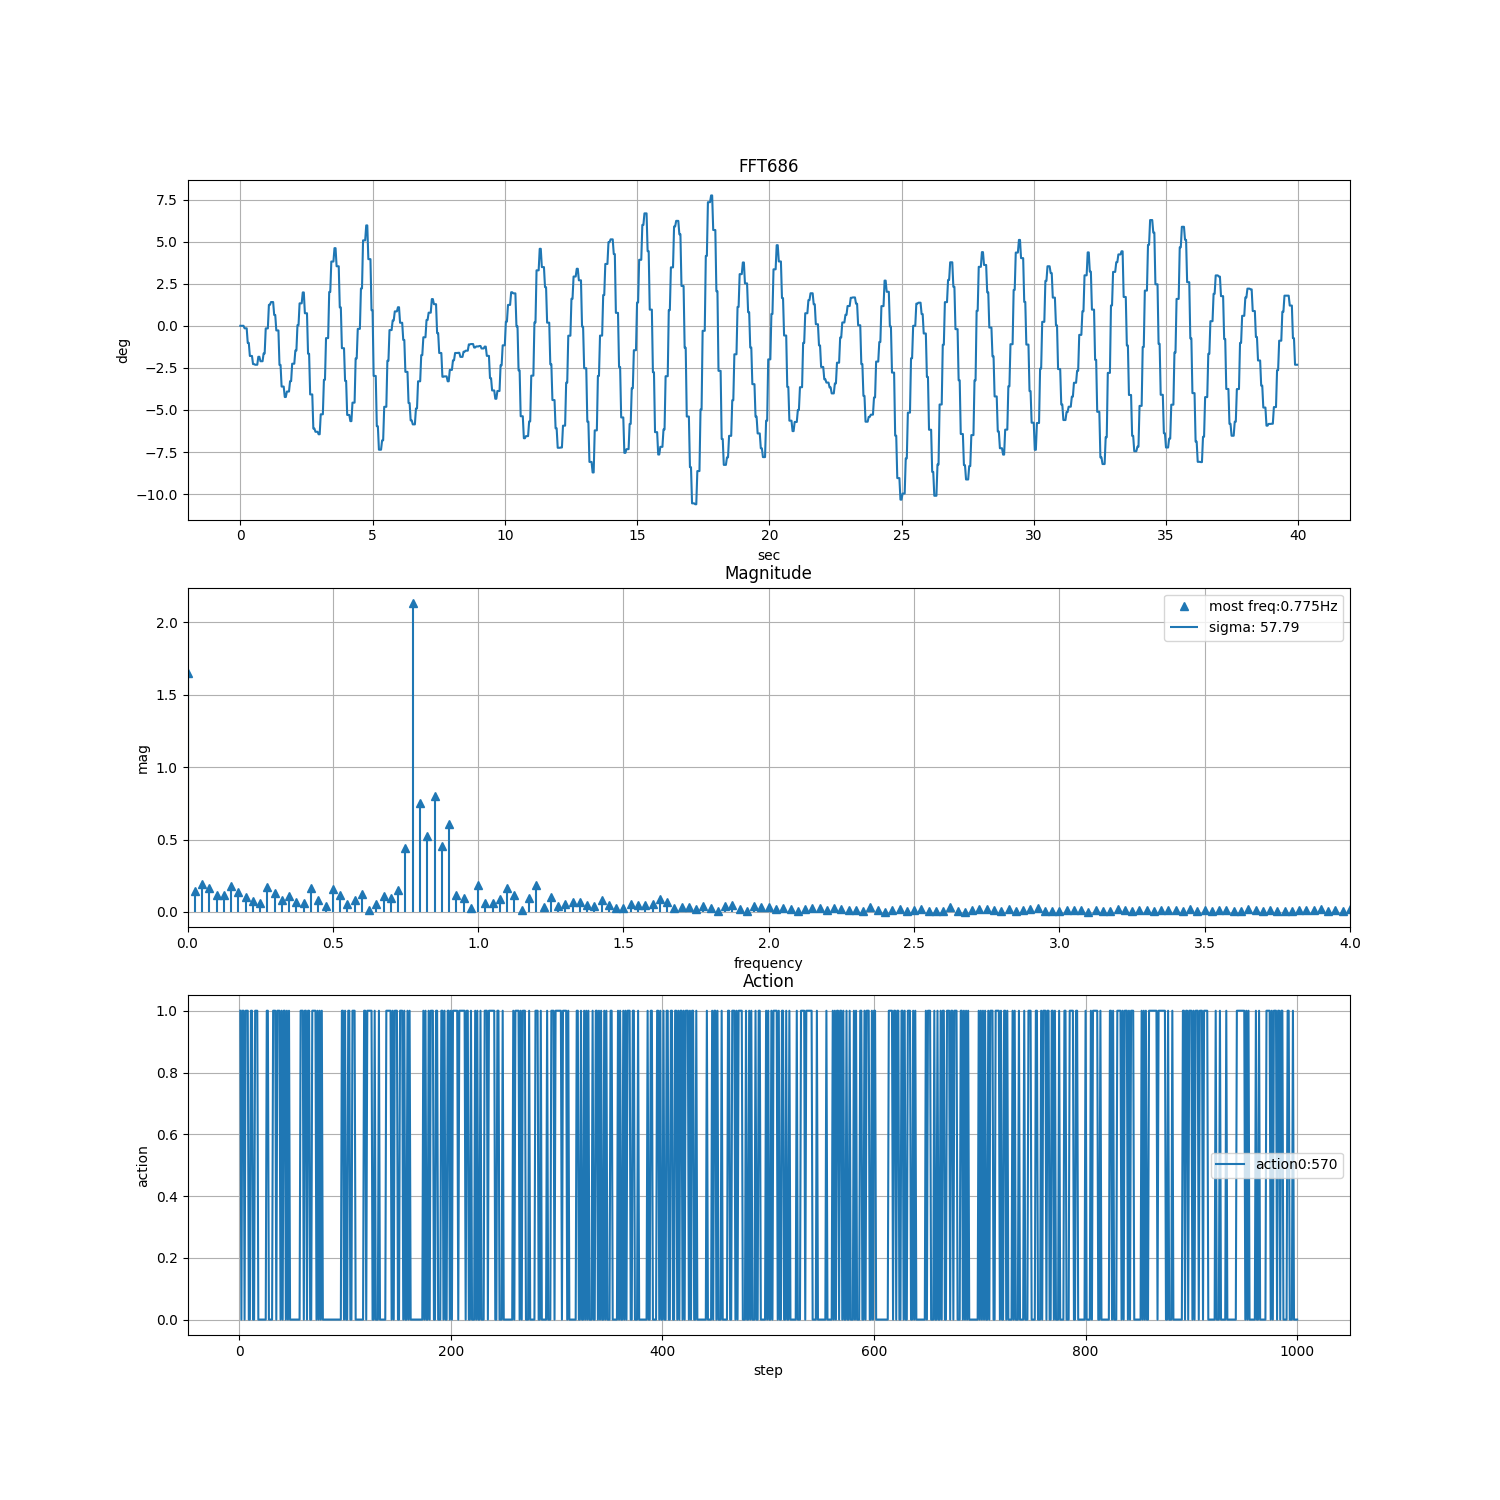 FFT686
7.5
5.0
2.5
0.0
−2.5
−5.0
−7.5
−10.0
deg
0 5 10 15 20 25 30 35 40
sec
Magnitude
2.0
1.5
1.0
0.5
0.0
mag
most freq:0.775Hz
sigma: 57.79
0.0 0.5 1.0 1.5 2.0 2.5 3.0 3.5 4.0
frequency
Action
1.0
0.8
0.6
0.4
0.2
0.0
action
action0:570
0 200 400 600 800 1000
step